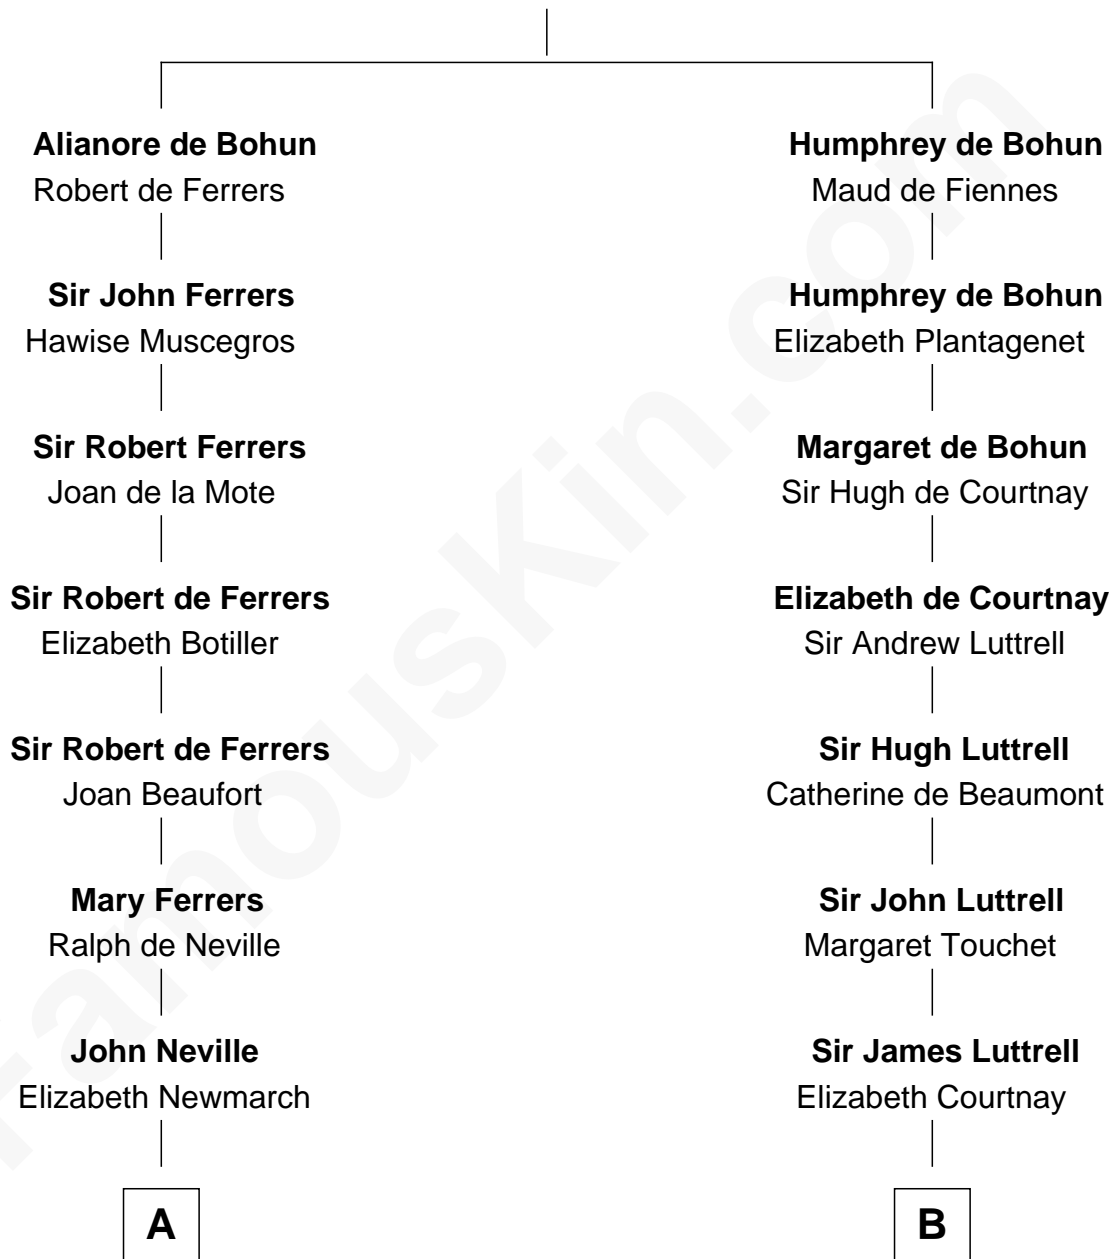 Alianore de Bohun
Robert de Ferrers
Humphrey de Bohun
Maud de Fiennes
Sir John Ferrers
Hawise Muscegros
Humphrey de Bohun
Elizabeth Plantagenet
Sir Robert Ferrers
Joan de la Mote
Margaret de Bohun
Sir Hugh de Courtnay
Sir Robert de Ferrers
Elizabeth Botiller
Elizabeth de Courtnay
Sir Andrew Luttrell
Sir Robert de Ferrers
Joan Beaufort
Sir Hugh Luttrell
Catherine de Beaumont
Mary Ferrers
Ralph de Neville
Sir John Luttrell
Margaret Touchet
John Neville
Elizabeth Newmarch
Sir James Luttrell
Elizabeth Courtnay
A
B
FamousKin.com